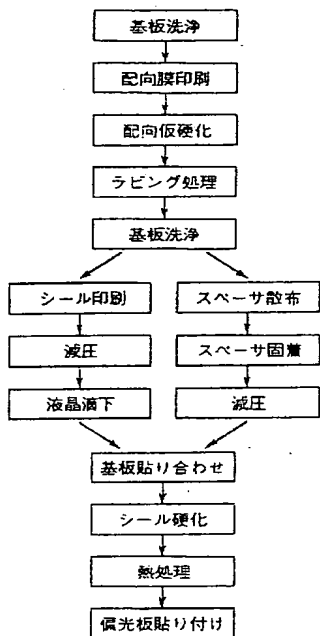 基板洗浄
配向膜印刷
配向仮硬化
ラビング処理
基板洗浄
シール印刷
スペーサ散布
減圧
スペーサ固着
液晶滴下
減圧
基板貼り合わせ
シール硬化
熱処理
偏光板貼り付け